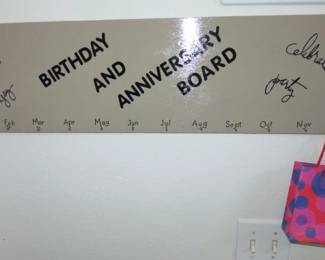 BIRTHDAY
AND
ANNIVERSARY
BOARD
celebrate
party
Feb Mar Apr May Jun Jul Aug Sept Oct Nov